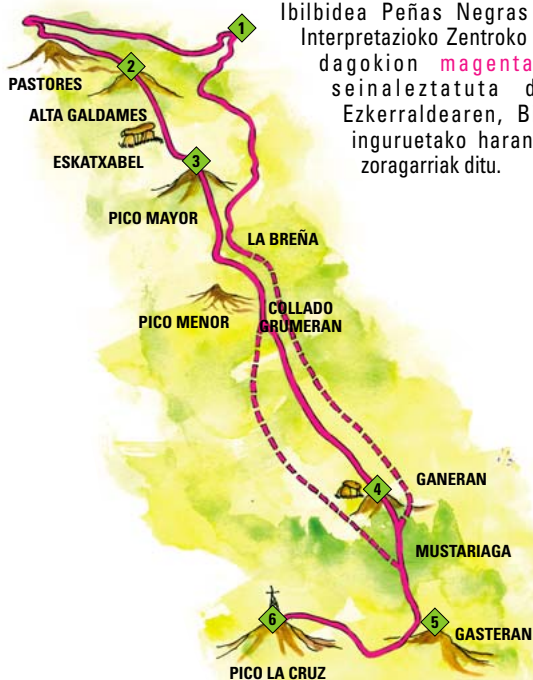 Ibilbidea Peñas Negras
Interpretazioko Zentroko
dagokion magenta
seinaleztatuta
Ezkerraldearen,
inguruetako haran
zoragarriak ditu.
1
2
PASTORES
ALTA GALDAMES
ESKATXABEL
3
PICO MAYOR
LA BREÑA
PICO MENOR
COLLADO
GRUMERAN
4
GANERAN
MUSTARIAGA
5
GASTERAN
6
PICO LA CRUZ